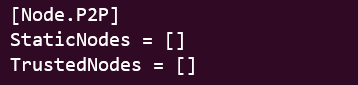 [Node.P2P]
StaticNodes = []
TrustedNodes = []